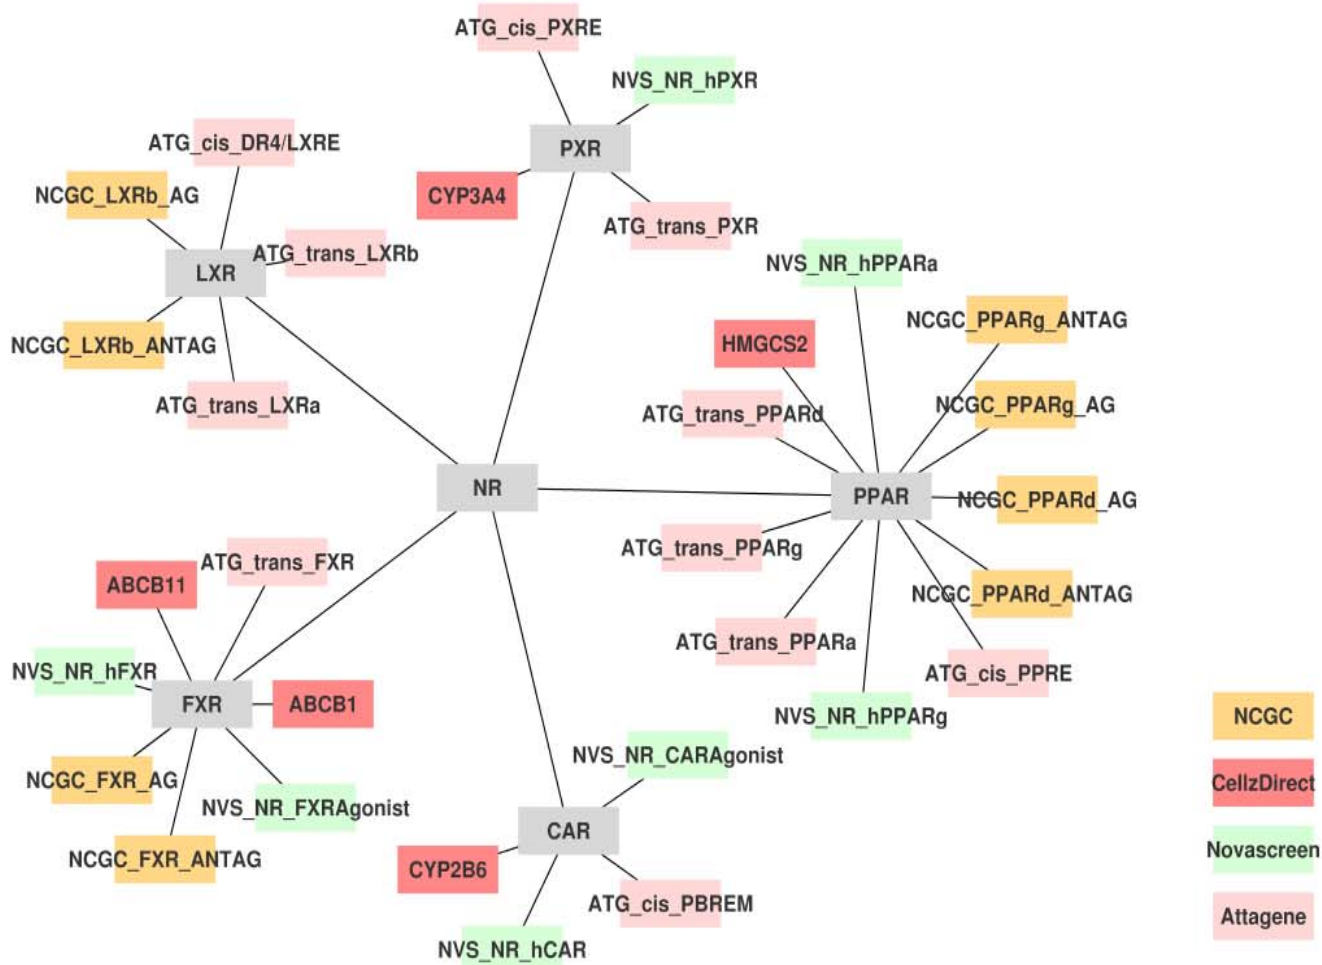 ATG_cis_PXRE
NVS_NR_hPXR
ATG_cis_DR4/LXRE
PXR
NCGC_LXRb_AG
CYP3A4
ATG_trans_PXR
ATG_trans_LXRb
LXR
NVS_NR_hPPARa
NCGC_PPARg_ANTAG
NCGC_LXRb_ANTAG
HMGCS2
ATG_trans_LXRa
ATG_trans_PPARd
NCGC_PPARg_AG
NR
PPAR
NCGC_PPARd_AG
ATG_trans_PPARg
ATG_trans_FXR
ABCB11
NCGC_PPARd_ANTAG
ATG_trans_PPARa
NVS_NR_hFXR
ATG_cis_PPRE
FXR
ABCB1
NVS_NR_hPPARg
NCGC
NVS_NR_CARAgonist
NCGC_FXR_AG
CellzDirect
NVS_NR_FXRAgonist
CAR
Novascreen
NCGC_FXR_ANTAG
CYP2B6
ATG_cis_PBREM
Attagene
NVS_NR_hCAR